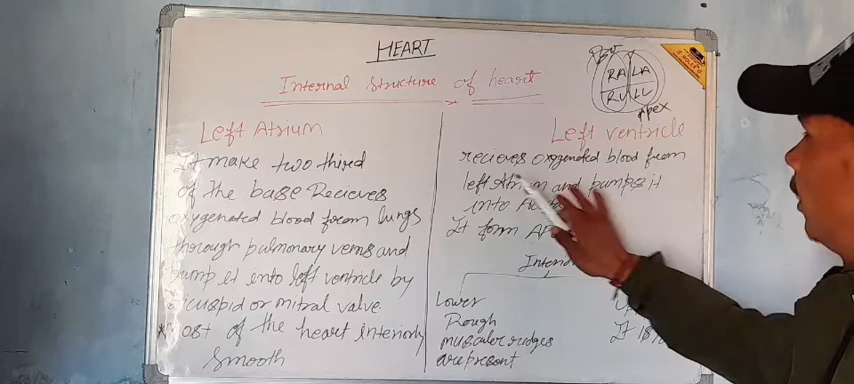 HEART
Internal structure of heart
RA LA
RV LV
Apex
Left Atrium
It make two third
of the base Recieves
oxygenated blood from lungs
thorough pulmonary veins and
pump it into left ventricle by
bicuspid or mitral valve.
of the heart interiorly
smooth
Left ventricle
recieves oxygenated blood from
left and pumps it
into
It form
Lower
Rough
muscular ridges
are present
It is